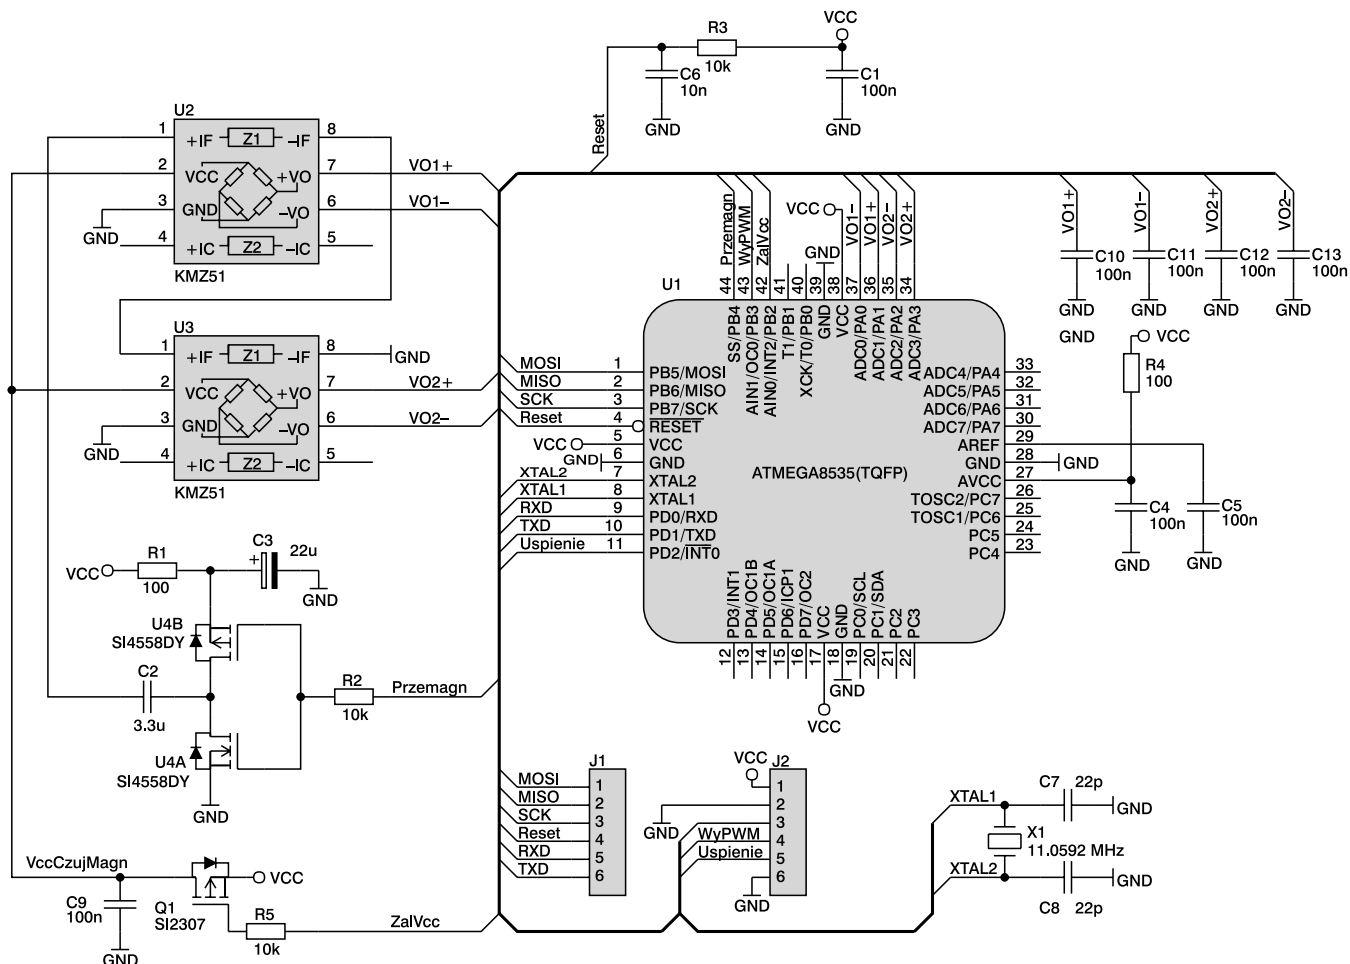 VCC
R3
10k
C6
10n
C1
100n
GND
GND
Reset
U2
1
+IF
Z1
–IF
8
2
VCC
+VO
7
VO1+
3
GND
–VO
6
VO1–
GND
4
+IC
Z2
–IC
5
KMZ51
U3
1
+IF
Z1
–IF
8
GND
2
VCC
+VO
7
VO2+
3
GND
–VO
6
VO2–
GND
4
+IC
Z2
–IC
5
KMZ51
Przemagn
WyPWM
ZalVcc
VCC
GND
VO1–
VO1+
VO2–
VO2+
44
43
42
41
40
39
38
37
36
35
34
U1
SS/PB4
AIN1/OC0/PB3
AIN0/INT2/PB2
T1/PB1
XCK/T0/PB0
GND
VCC
ADC0/PA0
ADC1/PA1
ADC2/PA2
ADC3/PA3
MOSI 1 PB5/MOSI
MISO 2 PB6/MISO
SCK 3 PB7/SCK
Reset 4 RESET
VCC 5 VCC
GND 6 GND
XTAL2 7 XTAL2
XTAL1 8 XTAL1
RXD 9 PD0/RXD
TXD 10 PD1/TXD
Uspienie 11 PD2/INT0
ATMEGA8535(TQFP)
ADC4/PA4 33
ADC5/PA5 32
ADC6/PA6 31
ADC7/PA7 30
AREF 29
GND 28 GND
AVCC 27
TOSC2/PC7 26
TOSC1/PC6 25
PC5 24
PC4 23
PD3/INT1
PD4/OC1B
PD5/OC1A
PD6/ICP1
PD7/OC2
VCC
GND
PC0/SCL
PC1/SDA
PC2
PC3
12
13
14
15
16
17
18
19
20
21
22
GND
VCC
VO1+
VO1–
VO2+
VO2–
C10
100n
C11
100n
C12
100n
C13
100n
GND
GND
GND
GND
GND
VCC
R4
100
C4
100n
C5
100n
GND
GND
VCC
R1
100
C3
22u
+
GND
U4B
SI4558DY
C2
3.3u
R2
10k
Przemagn
U4A
SI4558DY
GND
VccCzujMagn
C9
100n
GND
Q1
SI2307
VCC
R5
10k
ZalVcc
J1
MOSI 1
MISO 2
SCK 3
Reset 4
RXD 5
TXD 6
J2
VCC
1
2
3
WyPWM 4
Uspienie 5
6
GND
GND
XTAL1
C7 22p
GND
X1
11.0592 MHz
XTAL2
GND
C8 22p